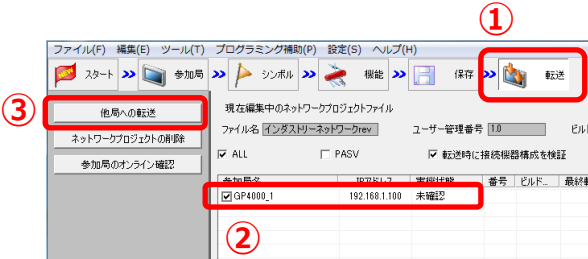 ①
ファイル(F) 編集(E) ツール(T) プログラミング補助(P) 設定(S) ヘルプ(H)
スタート 参加局 シンボル 機能 保存 転送
③
他局への転送
ネットワークプロジェクトの削除
参加局のオンライン確認
現在編集中のネットワークプロジェクトファイル
ファイル名 インダストリーネットワークrev ユーザー管理番号 1.0 ビル
ALL PASV 転送時に接続機器構成を検証
参加局名 IPアドレス 実機状態 番号 ビルド... 最終
GP4000_1 192.168.1.100 未確認
②